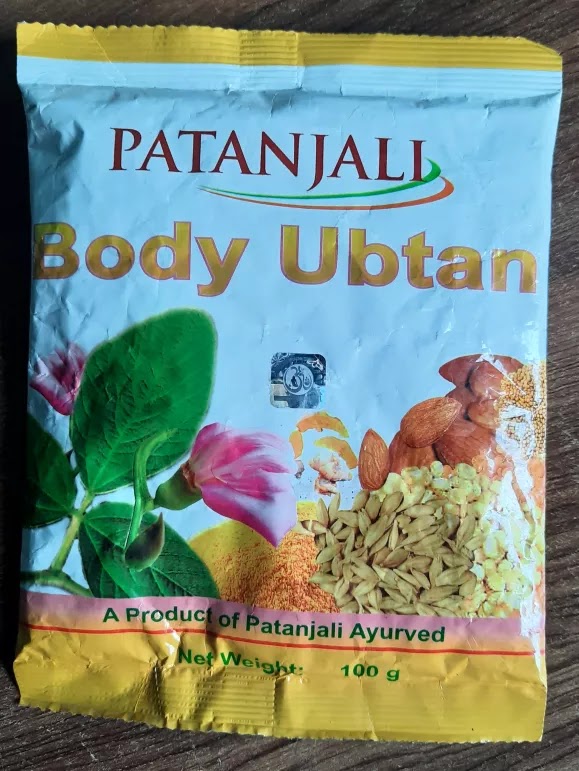 PATANJALI
Body Ubtan
A Product of Patanjali Ayurved
Net Weight: 100 g